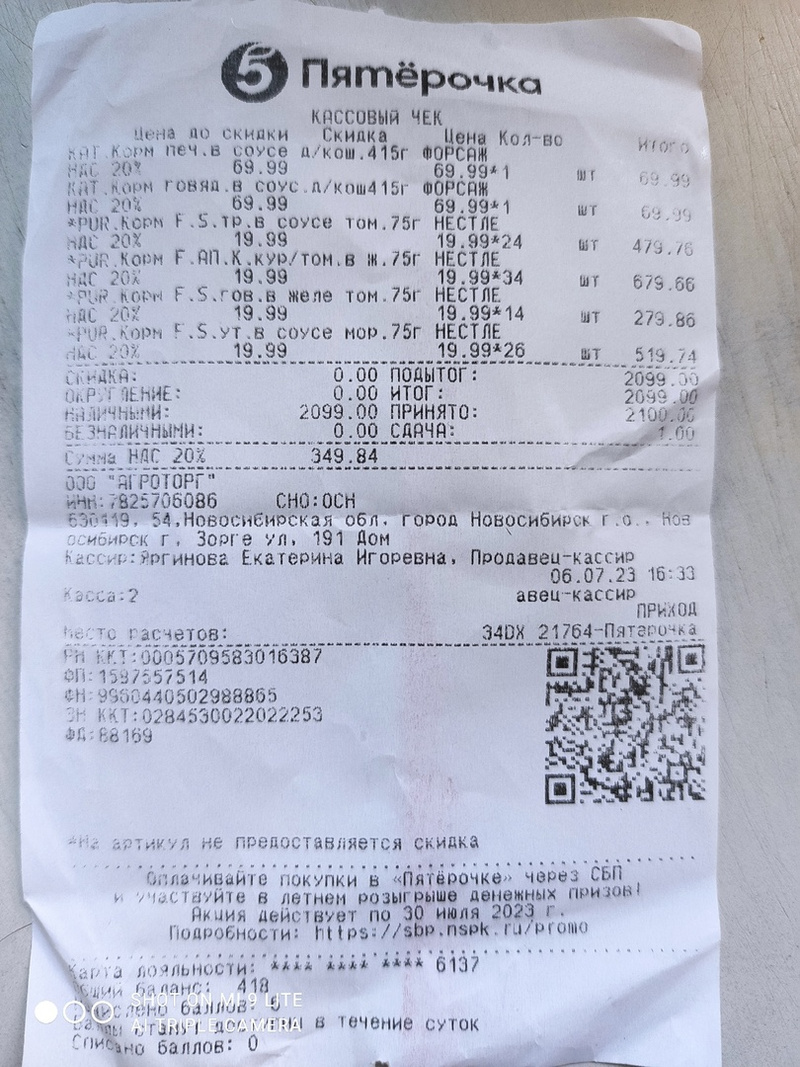 5 Пятёрочка
КАССОВЫЙ ЧЕК
Цена до скидки Скидка Цена Кол-во Итого
КАТ.Корм печ.в соусе д/кош.415г ФОРСАЖ
НДС 20% 69.99 69.99*1 шт 69.99
КАТ.Корм говяд.в соус.д/кош415г ФОРСАЖ
НДС 20% 69.99 69.99*1 шт 69.99
*PUR.Корм F.S.тр.в соусе том.75г НЕСТЛЕ
НДС 20% 19.99 19.99*24 шт 479.76
*PUR.Корм F.АП.К.кур/том.в ж.75г НЕСТЛЕ
НДС 20% 19.99 19.99*34 шт 679.66
*PUR.Корм F.S.гов.в желе том.75г НЕСТЛЕ
НДС 20% 19.99 19.99*14 шт 279.86
*PUR.Корм F.S.ут.в соусе мор.75г НЕСТЛЕ
НДС 20% 19.99 19.99*26 шт 519.74
СКИДКА: 0.00 ПОДЫТОГ: 2099.00
ОКРУГЛЕНИЕ: 0.00 ИТОГ: 2099.00
НАЛИЧНЫМИ: 2099.00 ПРИНЯТО: 2100.00
БЕЗНАЛИЧНЫМИ: 0.00 СДАЧА: 1.00
Сумма НДС 20% 349.84
ООО "АГРОТОРГ"
ИНН:7825706086 СНО:ОСН
630119, 54,Новосибирская обл, город Новосибирск г.о., Нов
осибирск г, Зорге ул, 191 Дом
Кассир:Яргинова Екатерина Игоревна, Продавец-кассир
06.07.23 16:33
Касса:2 авец-кассир
ПРИХОД
Место расчетов: 34DX 21764-Пятерочка
РН ККТ:0005709583016387
ФП:1597557514
ФН:9960440502988865
ЗН ККТ:0284530022022253
ФД:88169
*На артикул не предоставляется скидка
Оплачивайте покупки в «Пятёрочке» через СБП
и участвуйте в летнем розыгрыше денежных призов!
Акция действует по 30 июля 2023 г.
Подробности: https://sbp.nspk.ru/promo
Карта лояльности: **** **** **** 6137
баланс: 418
баллов: 0
в течение суток
Списано баллов: 0
SHOT ON MI 9 LITE
AI TRIPLE CAMERA